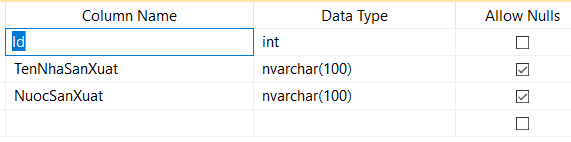 Column Name Data Type Allow Nulls
Id int
TenNhaSanXuat nvarchar(100)
NuocSanXuat nvarchar(100)